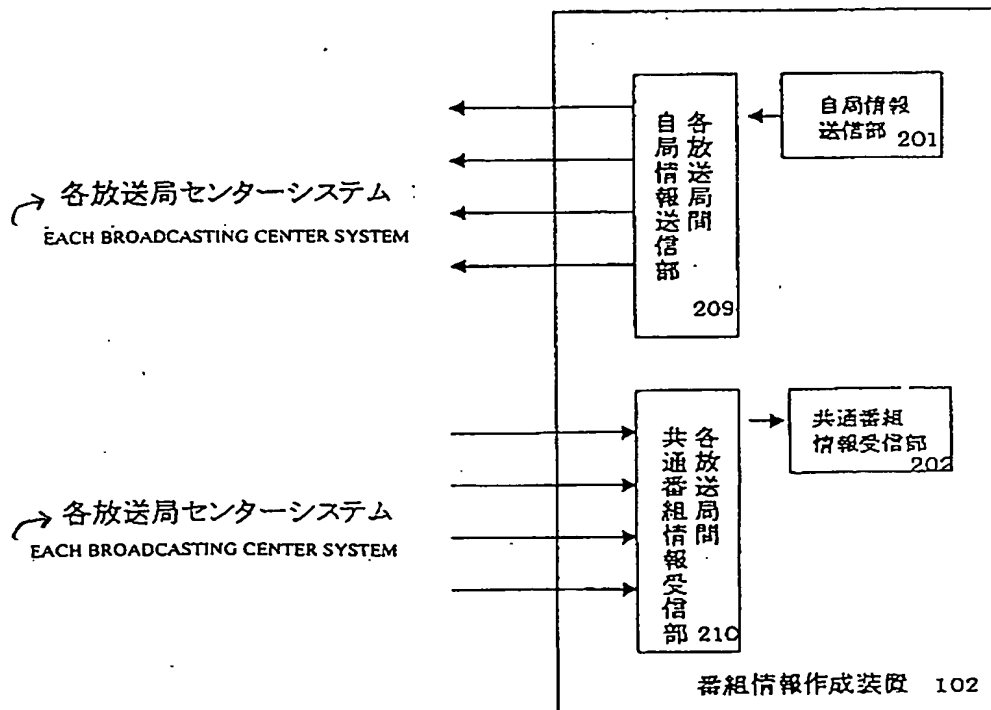 自局情報
送信部 201
各放送局間
自局情報送信部
209
各放送局センターシステム
EACH BROADCASTING CENTER SYSTEM
共通番組
情報受信部
202
各放送局間
共通番組情報受信部 210
各放送局センターシステム
EACH BROADCASTING CENTER SYSTEM
番組情報作成装置 102